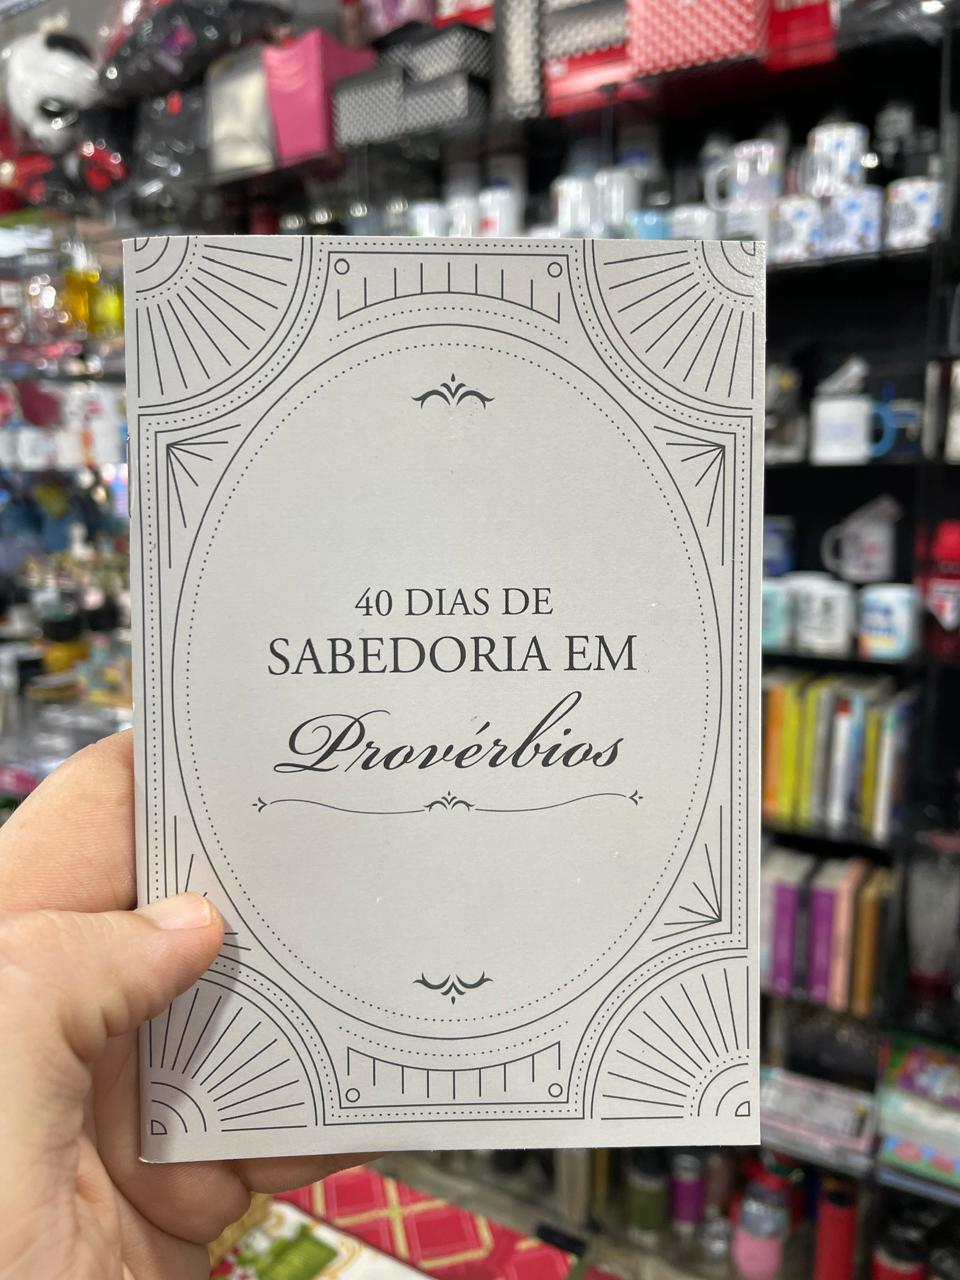 40 DIAS DE
SABEDORIA EM
Provérbios